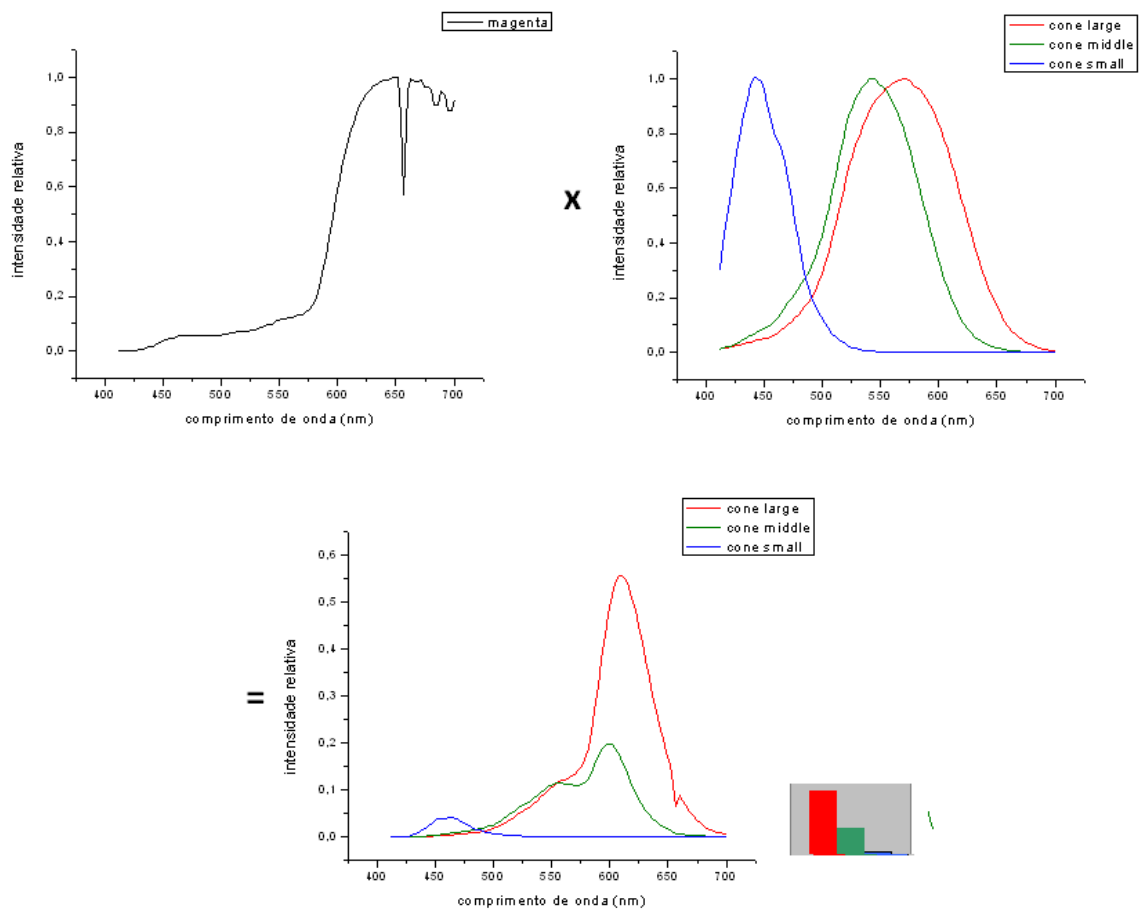 magenta
1,0
0,8
0,6
0,4
0,2
0,0
intensidade relativa
400 450 500 550 600 650 700
comprimento de onda (nm)
X
cone large
cone middle
cone small
1,0
0,8
0,6
0,4
0,2
0,0
intensidade relativa
400 450 500 550 600 650 700
comprimento de onda (nm)
=
cone large
cone middle
cone small
0,6
0,5
0,4
0,3
0,2
0,1
0,0
intensidade relativa
400 450 500 550 600 650 700
comprimento de onda (nm)